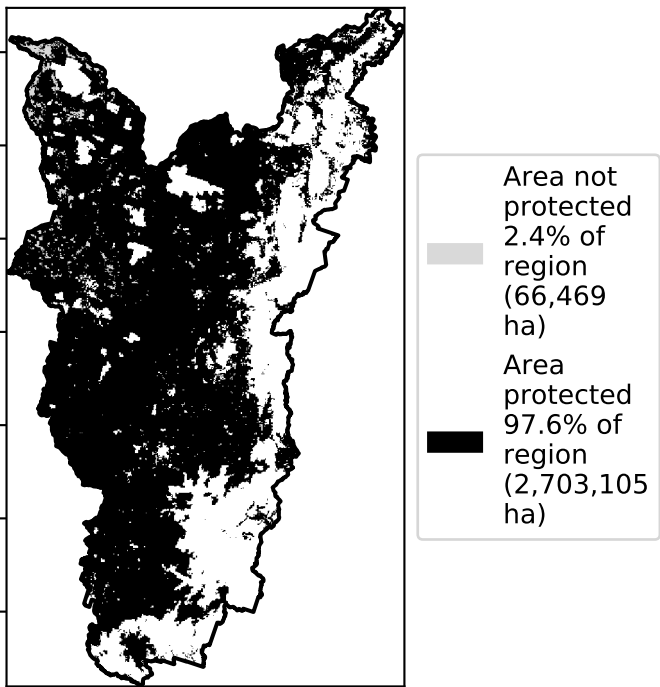 Area not
protected
2.4% of
region
(66,469
ha)
Area
protected
97.6% of
region
(2,703,105
ha)